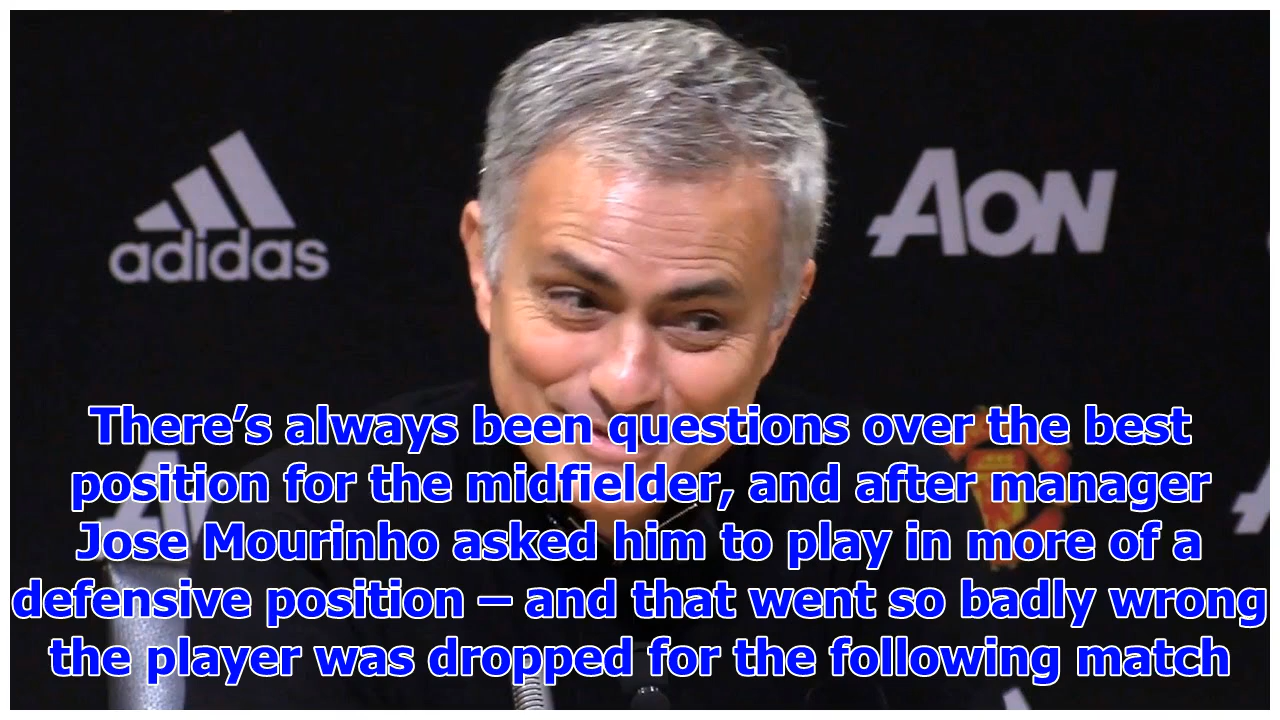 adidas
AON
There’s always been questions over the best
position for the midfielder, and after manager
Jose Mourinho asked him to play in more of a
defensive position – and that went so badly wrong
the player was dropped for the following match